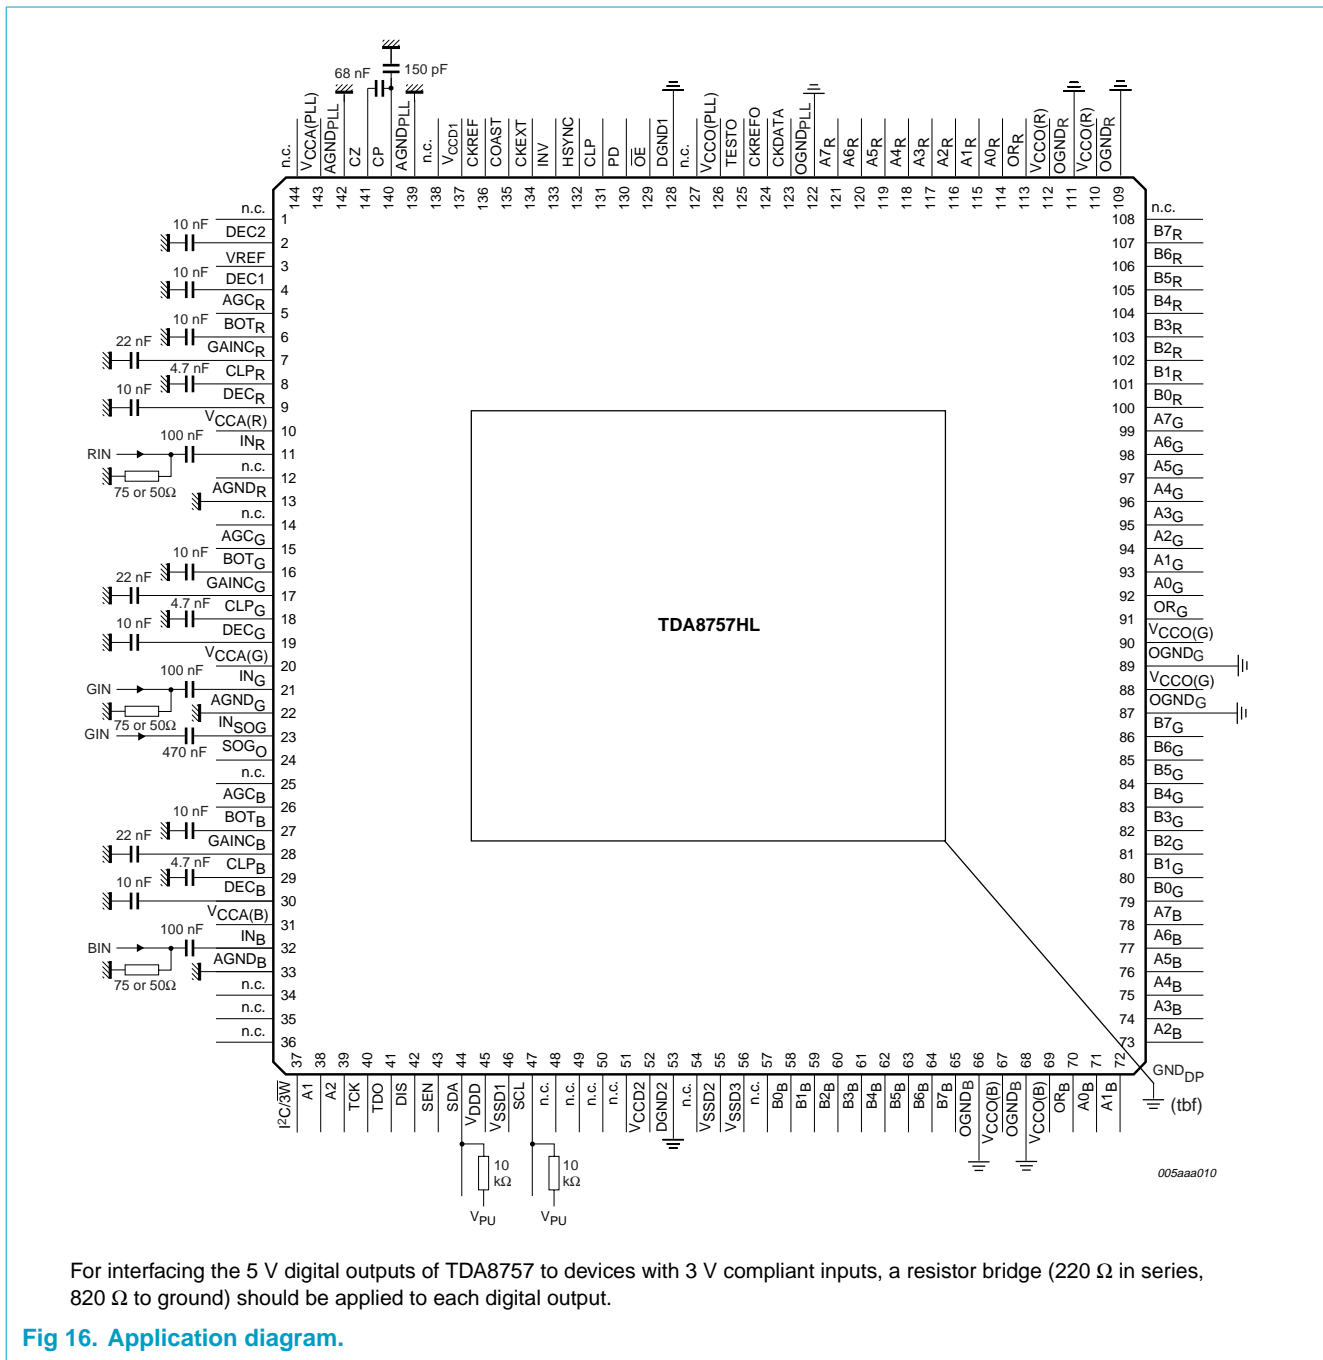 68 nF
150 pF
n.c.
VCCA(PLL)
AGNDPLL
CZ
CP
AGNDPLL
n.c.
VCCD1
CKREF
COAST
CKEXT
INV
HSYNC
CLP
PD
OE
DGND1
n.c.
VCCO(PLL)
TESTO
CKREFO
CKDATA
OGNDPLL
A7R
A6R
A5R
A4R
A3R
A2R
A1R
A0R
ORR
VCCO(R)
OGNDR
VCCO(R)
OGNDR
144 143 142 141 140 139 138 137 136 135 134 133 132 131 130 129 128 127 126 125 124 123 122 121 120 119 118 117 116 115 114 113 112 111 110 109
n.c. 1
10 nF DEC2 2
VREF 3
10 nF DEC1 4
AGCR 5
10 nF BOTR 6
22 nF GAINCR 7
4.7 nF CLPR 8
10 nF DECR 9
VCCA(R) 10
RIN 100 nF INR 11
75 or 50Ω n.c. 12
AGNDR 13
n.c. 14
AGCG 15
10 nF BOTG 16
22 nF GAINCG 17
4.7 nF CLPG 18
10 nF DECG 19
VCCA(G) 20
GIN 100 nF ING 21
75 or 50Ω AGNDG 22
GIN 470 nF INSOG 23
SOGO 24
n.c. 25
AGCB 26
10 nF BOTB 27
22 nF GAINCB 28
4.7 nF CLPB 29
10 nF DECB 30
VCCA(B) 31
BIN 100 nF INB 32
75 or 50Ω AGNDB 33
n.c. 34
n.c. 35
n.c. 36
TDA8757HL
108 n.c.
107 B7R
106 B6R
105 B5R
104 B4R
103 B3R
102 B2R
101 B1R
100 B0R
99 A7G
98 A6G
97 A5G
96 A4G
95 A3G
94 A2G
93 A1G
92 A0G
91 ORG
90 VCCO(G)
89 OGNDG
88 VCCO(G)
87 OGNDG
86 B7G
85 B6G
84 B5G
83 B4G
82 B3G
81 B2G
80 B1G
79 B0G
78 A7B
77 A6B
76 A5B
75 A4B
74 A3B
73 A2B
37 38 39 40 41 42 43 44 45 46 47 48 49 50 51 52 53 54 55 56 57 58 59 60 61 62 63 64 65 66 67 68 69 70 71 72
I2C/3W
A1
A2
TCK
TDO
DIS
SEN
SDA
VDDD
VSSD1
SCL
n.c.
n.c.
n.c.
n.c.
VCCD2
DGND2
n.c.
VSSD2
VSSD3
n.c.
B0B
B1B
B2B
B3B
B4B
B5B
B6B
B7B
OGNDB
VCCO(B)
OGNDB
VCCO(B)
ORB
A0B
A1B
GNDDP
(tbf)
10 kΩ
VPU
10 kΩ
VPU
005aaa010
For interfacing the 5 V digital outputs of TDA8757 to devices with 3 V compliant inputs, a resistor bridge (220 Ω in series,
820 Ω to ground) should be applied to each digital output.
Fig 16. Application diagram.